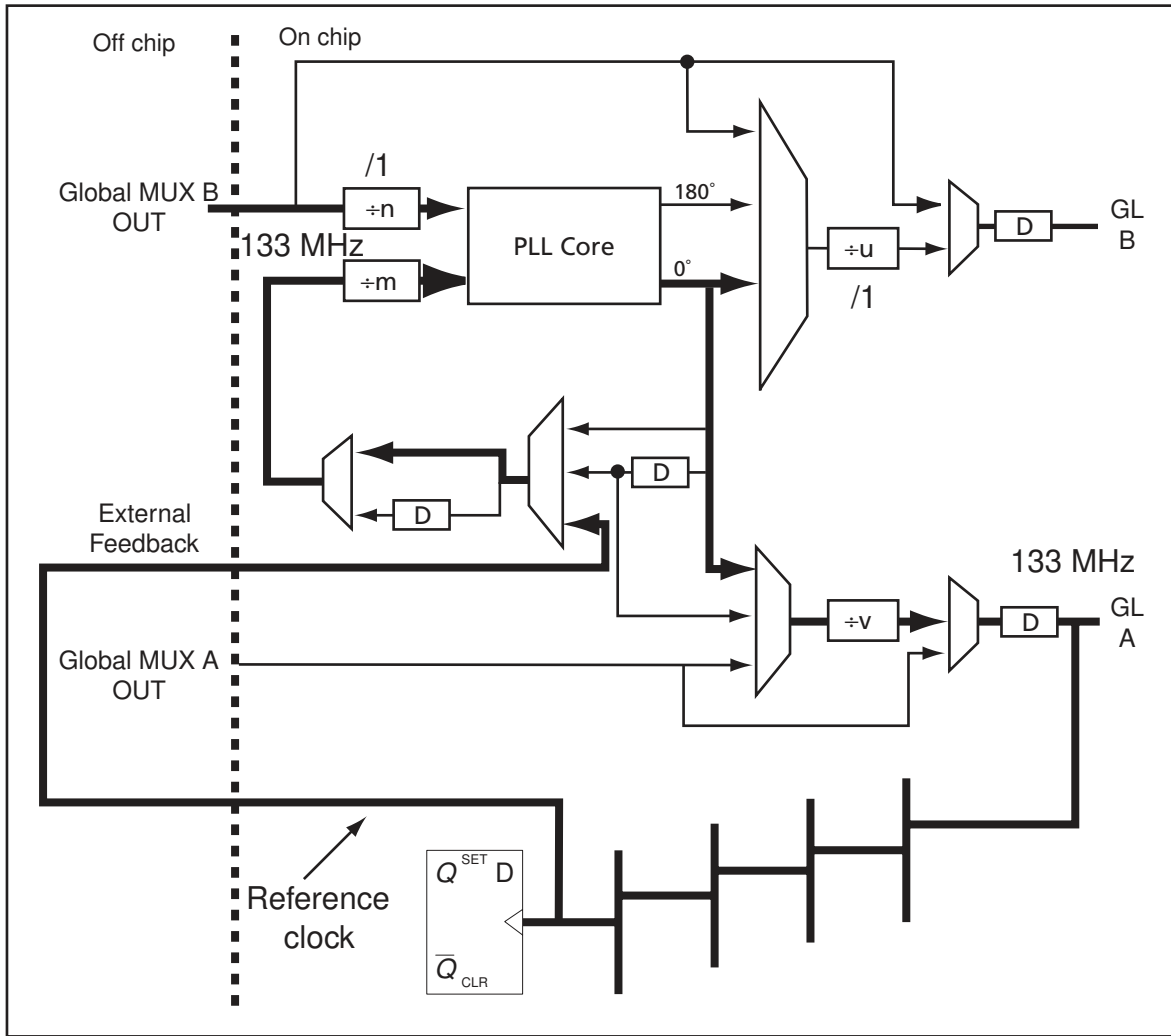 Off chip
On chip
/1
Global MUX B
OUT
÷n
180°
GL
B
D
133 MHz
PLL Core
÷u
÷m
0°
/1
D
D
External
Feedback
133 MHz
GL
A
÷v
D
Global MUX A
OUT
Reference
clock
Q SET D
Q̅ CLR